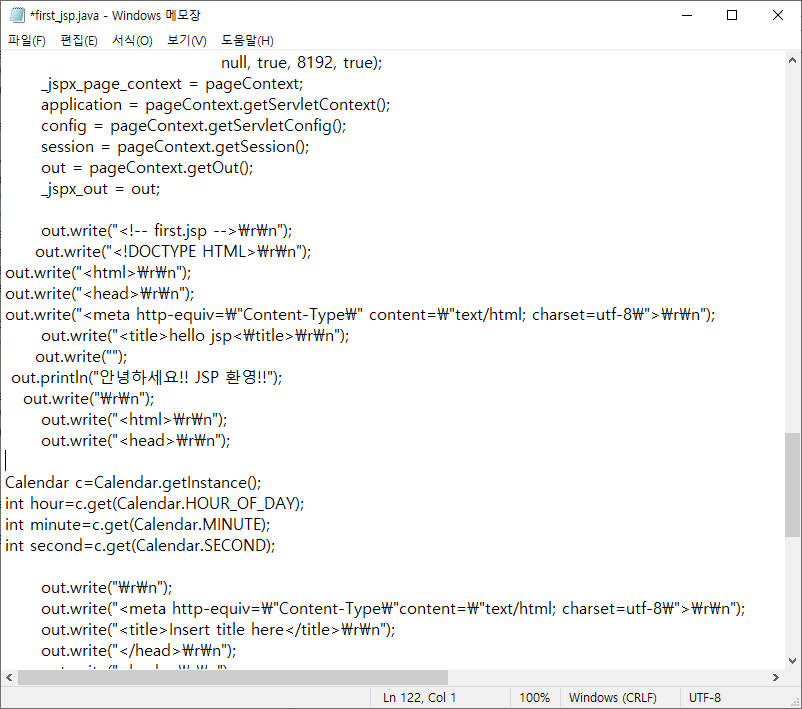 *first_jsp.java - Windows 메모장
파일(F) 편집(E) 서식(O) 보기(V) 도움말(H)
null, true, 8192, true);
_jspx_page_context = pageContext;
application = pageContext.getServletContext();
config = pageContext.getServletConfig();
session = pageContext.getSession();
out = pageContext.getOut();
_jspx_out = out;
out.write("<!-- first.jsp -->₩r₩n");
out.write("<!DOCTYPE HTML>₩r₩n");
out.write("<html>₩r₩n");
out.write("<head>₩r₩n");
out.write("<meta http-equiv=₩"Content-Type₩" content=₩"text/html; charset=utf-8₩">₩r₩n");
out.write("<title>hello jsp<₩title>₩r₩n");
out.write("");
out.println("안녕하세요!! JSP 환영!!");
out.write("₩r₩n");
out.write("<html>₩r₩n");
out.write("<head>₩r₩n");
Calendar c=Calendar.getInstance();
int hour=c.get(Calendar.HOUR_OF_DAY);
int minute=c.get(Calendar.MINUTE);
int second=c.get(Calendar.SECOND);
out.write("₩r₩n");
out.write("<meta http-equiv=₩"Content-Type₩"content=₩"text/html; charset=utf-8₩">₩r₩n");
out.write("<title>Insert title here</title>₩r₩n");
out.write("</head>₩r₩n");
Ln 122, Col 1 100% Windows (CRLF) UTF-8